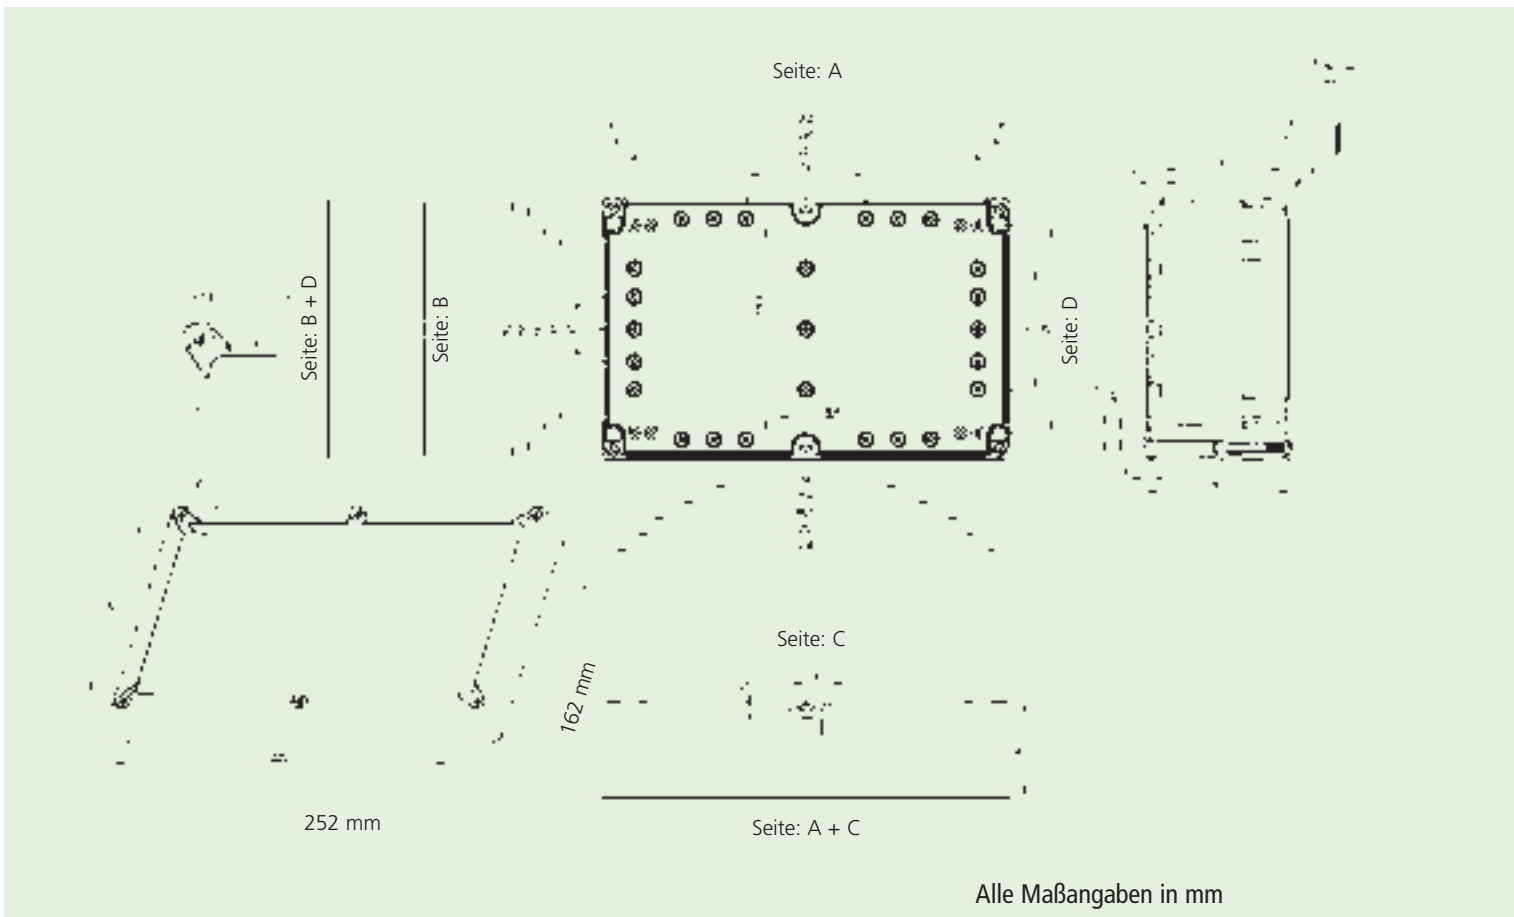 Seite: A
Seite: B + D
Seite: B
Seite: D
Seite: C
162 mm
252 mm
Seite: A + C
Alle Maßangaben in mm